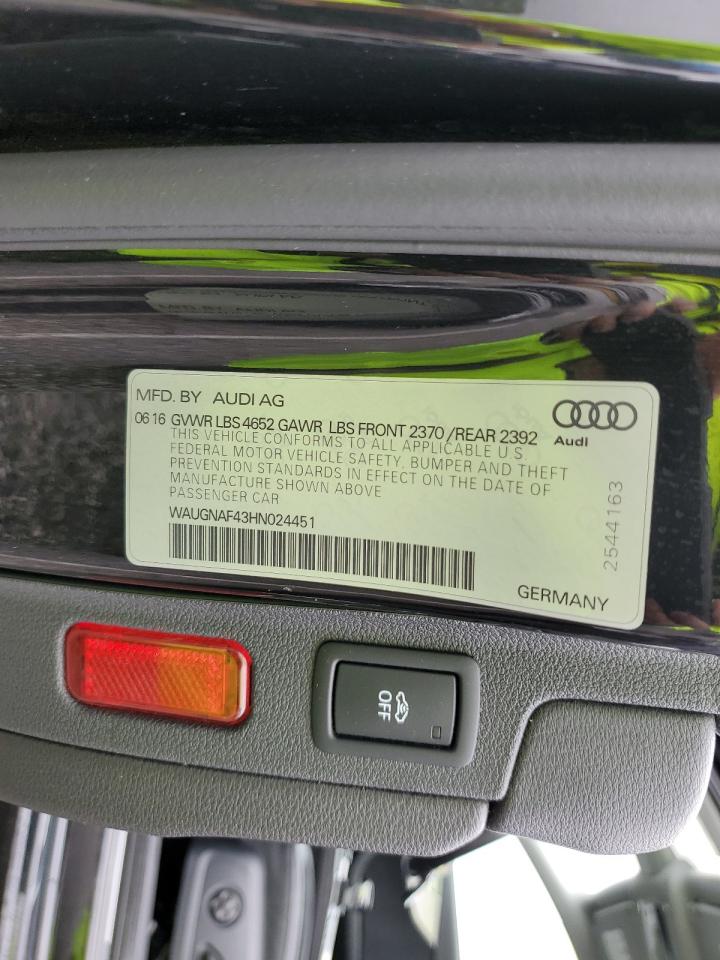 MFD. BY AUDI AG
06 16 GVWR LBS 4652 GAWR LBS FRONT 2370 /REAR 2392
THIS VEHICLE CONFORMS TO ALL APPLICABLE U S
FEDERAL MOTOR VEHICLE SAFETY, BUMPER AND THEFT
PREVENTION STANDARDS IN EFFECT ON THE DATE OF
MANUFACTURE SHOWN ABOVE
PASSENGER CAR
WAUGNAF43HN024451
Audi
2544163
GERMANY
OFF